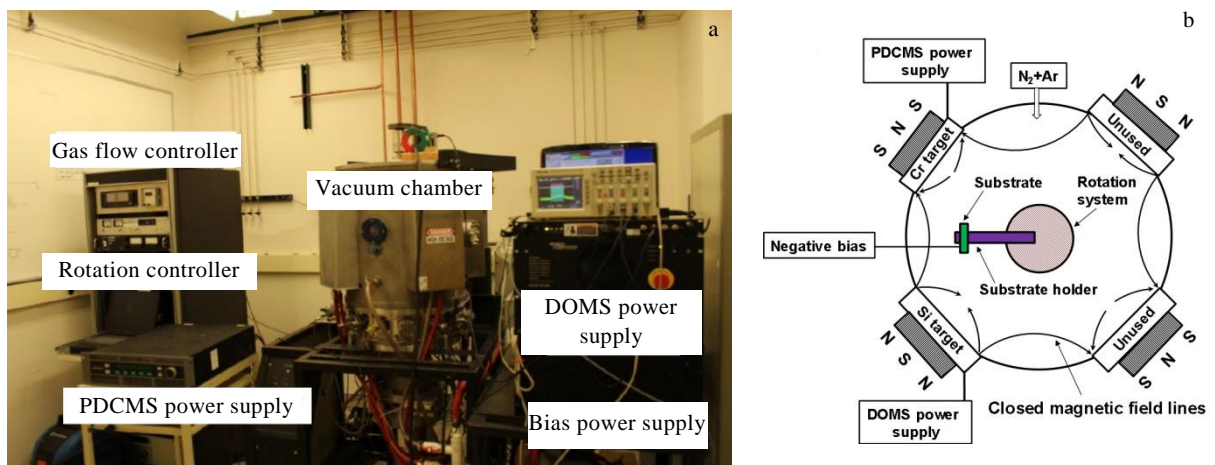 a
Gas flow controller
Vacuum chamber
Rotation controller
DOMS power
supply
PDCMS power supply
Bias power supply
b
PDCMS power
supply
N₂+Ar
N S N
S N S
Cr target
Unused
Substrate
Rotation
system
Negative bias
Substrate holder
Si target
Unused
N S N
S N S
DOMS power
supply
Closed magnetic field lines